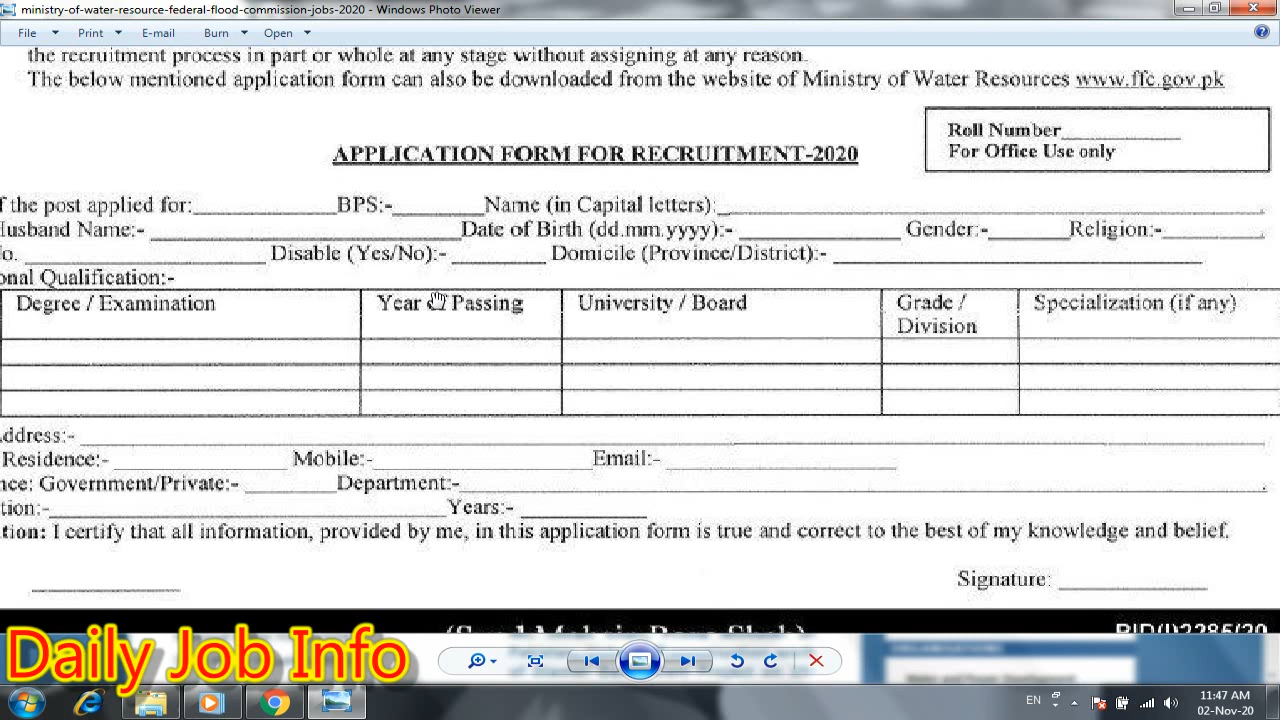 ministry-of-water-resource-federal-flood-commission-jobs-2020 - Windows Photo Viewer
File Print E-mail Burn Open
the recruitment process in part or whole at any stage without assigning at any reason.
The below mentioned application form can also be downloaded from the website of Ministry of Water Resources www.ffc.gov.pk
Roll Number
For Office Use only
APPLICATION FORM FOR RECRUITMENT-2020
f the post applied for: BPS:- Name (in Capital letters):
Husband Name:- Date of Birth (dd.mm.yyyy):- Gender:- Religion:-
o. Disable (Yes/No):- Domicile (Province/District):-
onal Qualification:-
Degree / Examination Year Passing University / Board Grade / Division Specialization (if any)
ddress:-
Residence:- Mobile:- Email:-
nce: Government/Private:- Department:-
tion:- Years:-
tion: I certify that all information, provided by me, in this application form is true and correct to the best of my knowledge and belief.
Signature:
PID(I)2285/20
Daily Job Info
EN
11:47 AM
02-Nov-20